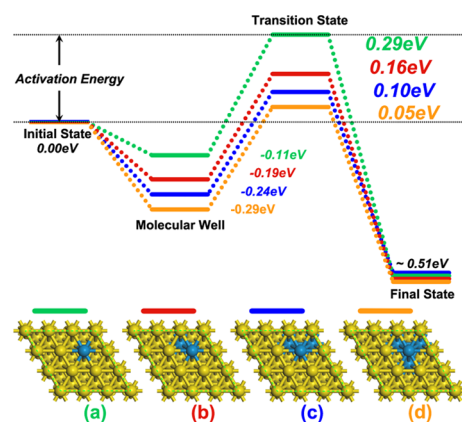 Transition State
0.29eV
Activation Energy
0.16eV
0.10eV
0.05eV
Initial State
0.00eV
-0.11eV
-0.19eV
-0.24eV
-0.29eV
Molecular Well
~ 0.51eV
Final State
(a) (b) (c) (d)